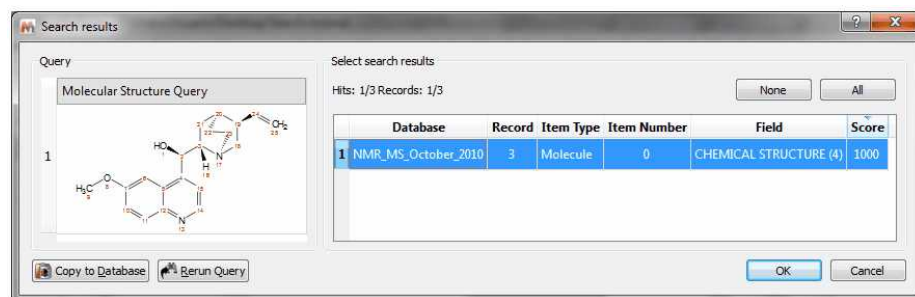 Search results
Query
Select search results
Molecular Structure Query
Hits: 1/3 Records: 1/3
None
All
Database Record Item Type Item Number Field Score
1 NMR_MS_October_2010 3 Molecule 0 CHEMICAL STRUCTURE (4) 1000
1
CH₂
HO
N
H
H₃C
O
N
Copy to Database
Rerun Query
OK
Cancel